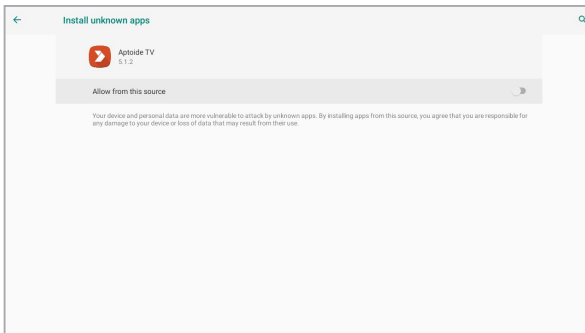 Install unknown apps
Aptoide TV
5.1.2
Allow from this source
Your device and personal data are more vulnerable to attack by unknown apps. By installing apps from this source, you agree that you are responsible for
any damage to your device or loss of data that may result from their use.